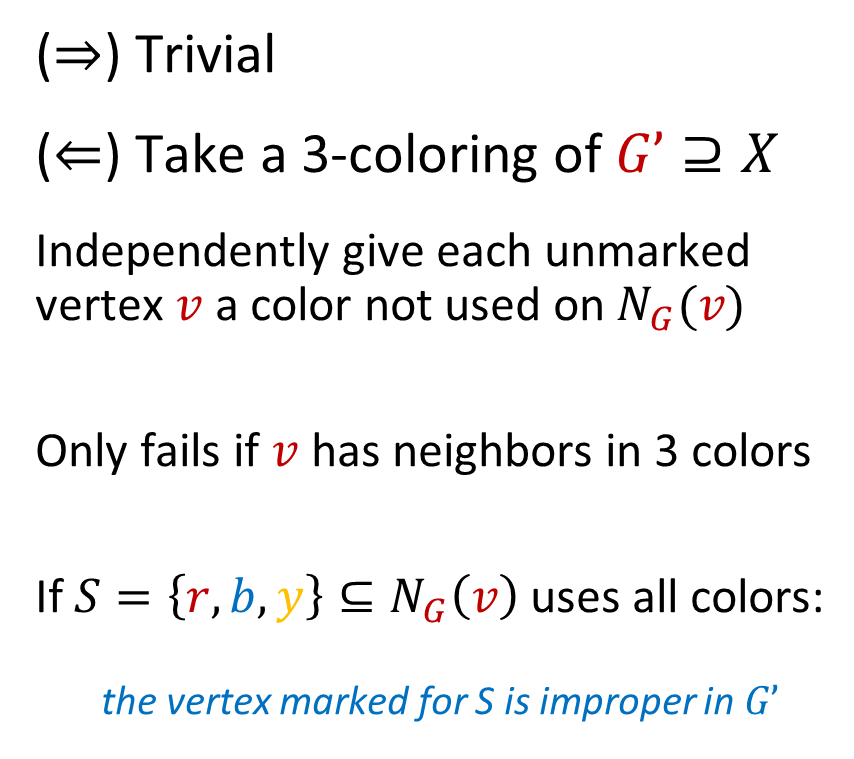 (⇒) Trivial
(⇐) Take a 3-coloring of G’ ⊇ X
Independently give each unmarked
vertex v a color not used on N_G(v)
Only fails if v has neighbors in 3 colors
If S = {r, b, y} ⊆ N_G(v) uses all colors:
the vertex marked for S is improper in G’